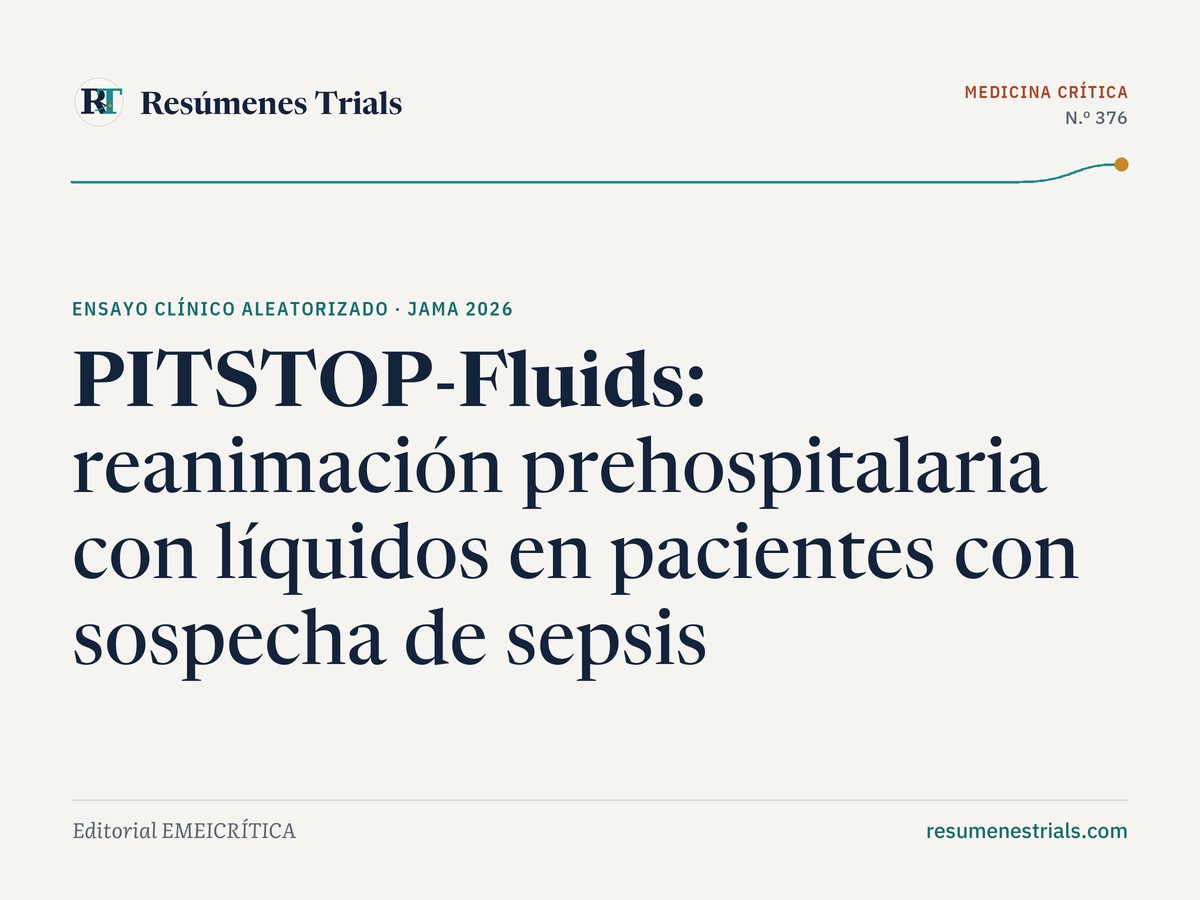 RT Resúmenes Trials
MEDICINA CRÍTICA
N.º 376
ENSAYO CLÍNICO ALEATORIZADO · JAMA 2026
PITSTOP-Fluids:
reanimación prehospitalaria
con líquidos en pacientes con
sospecha de sepsis
Editorial EMEICRÍTICA
resumenestrials.com